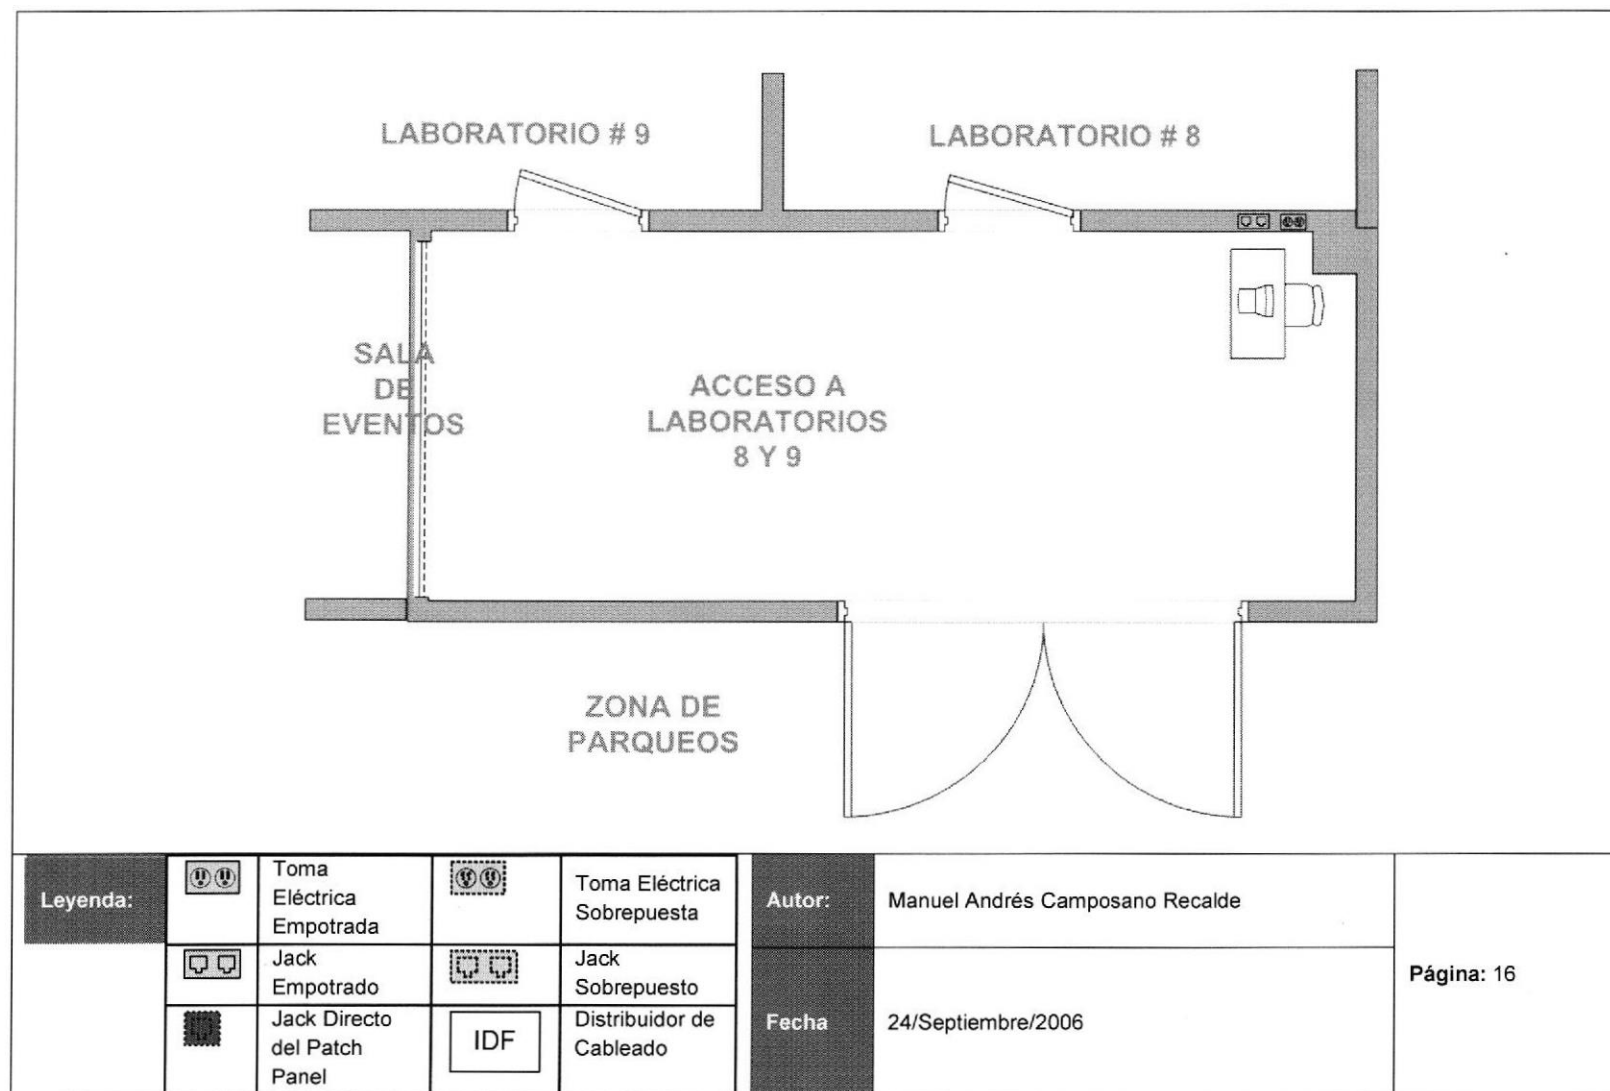 LABORATORIO # 9
LABORATORIO # 8
SALA
DE
EVENTOS
ACCESO A
LABORATORIOS
8 Y 9
ZONA DE
PARQUEOS
Leyenda:
Toma
Eléctrica
Empotrada
Toma Eléctrica
Sobrepuesta
Jack
Empotrado
Jack
Sobrepuesto
Jack Directo
del Patch
Panel
IDF
Distribuidor de
Cableado
Autor:
Manuel Andrés Camposano Recalde
Fecha
24/Septiembre/2006
Página: 16